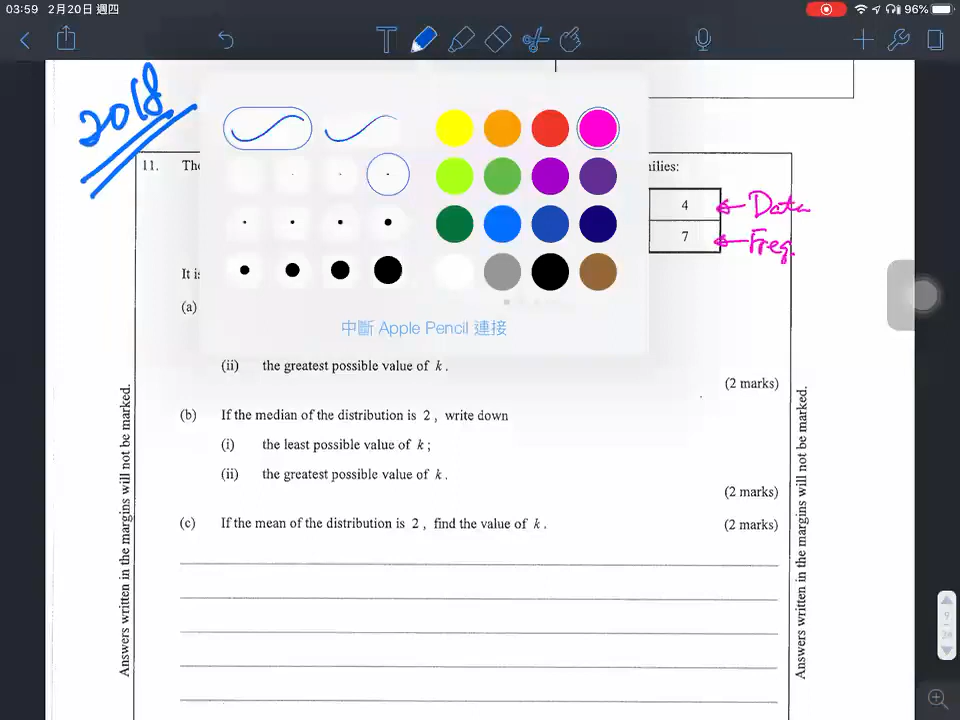 03:59 2月20日 週四
96%
2018
11. The
milies:
4 ← Data
7 ← Freq.
It is
(a)
中斷 Apple Pencil 連接
(ii) the greatest possible value of k .
(2 marks)
(b) If the median of the distribution is 2 , write down
(i) the least possible value of k ;
(ii) the greatest possible value of k .
(2 marks)
(c) If the mean of the distribution is 2 , find the value of k . (2 marks)
Answers written in the margins will not be marked.
Answers written in the margins will not be marked.
9